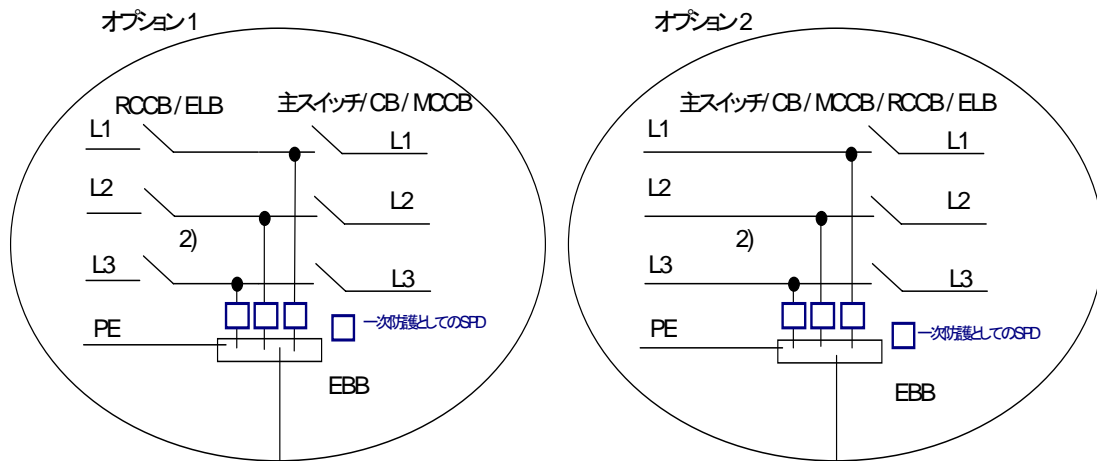 オプション1
RCCB / ELB
主スイッチ/ CB / MCCB
L1
L1
L2
L2
2)
L3
L3
PE
一次防護としてのSPD
EBB
オプション2
主スイッチ/ CB / MCCB / RCCB / ELB
L1
L1
L2
L2
2)
L3
L3
PE
一次防護としてのSPD
EBB